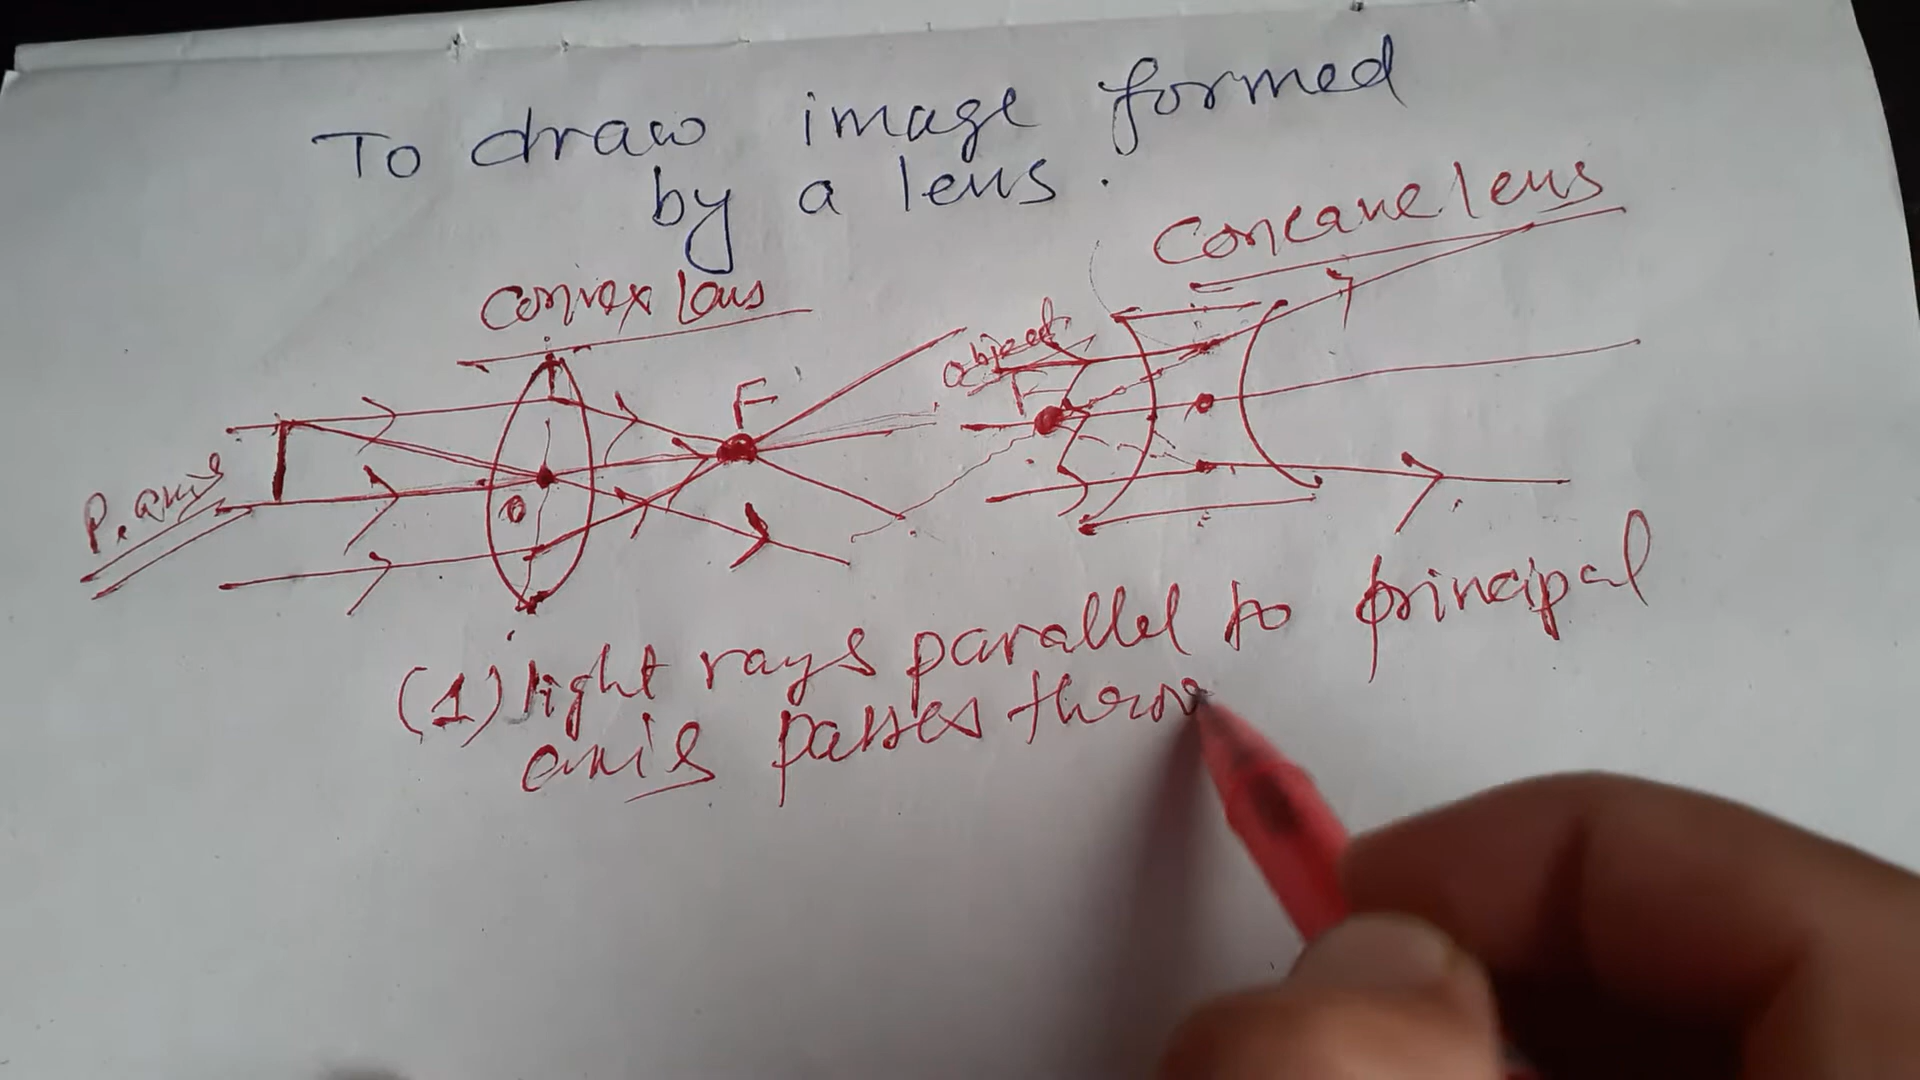 To draw image formed
by a lens.
Concave lens
Convex lens
object
F
F
P. axis
O
(1) light rays parallel to principal
axis passes throu